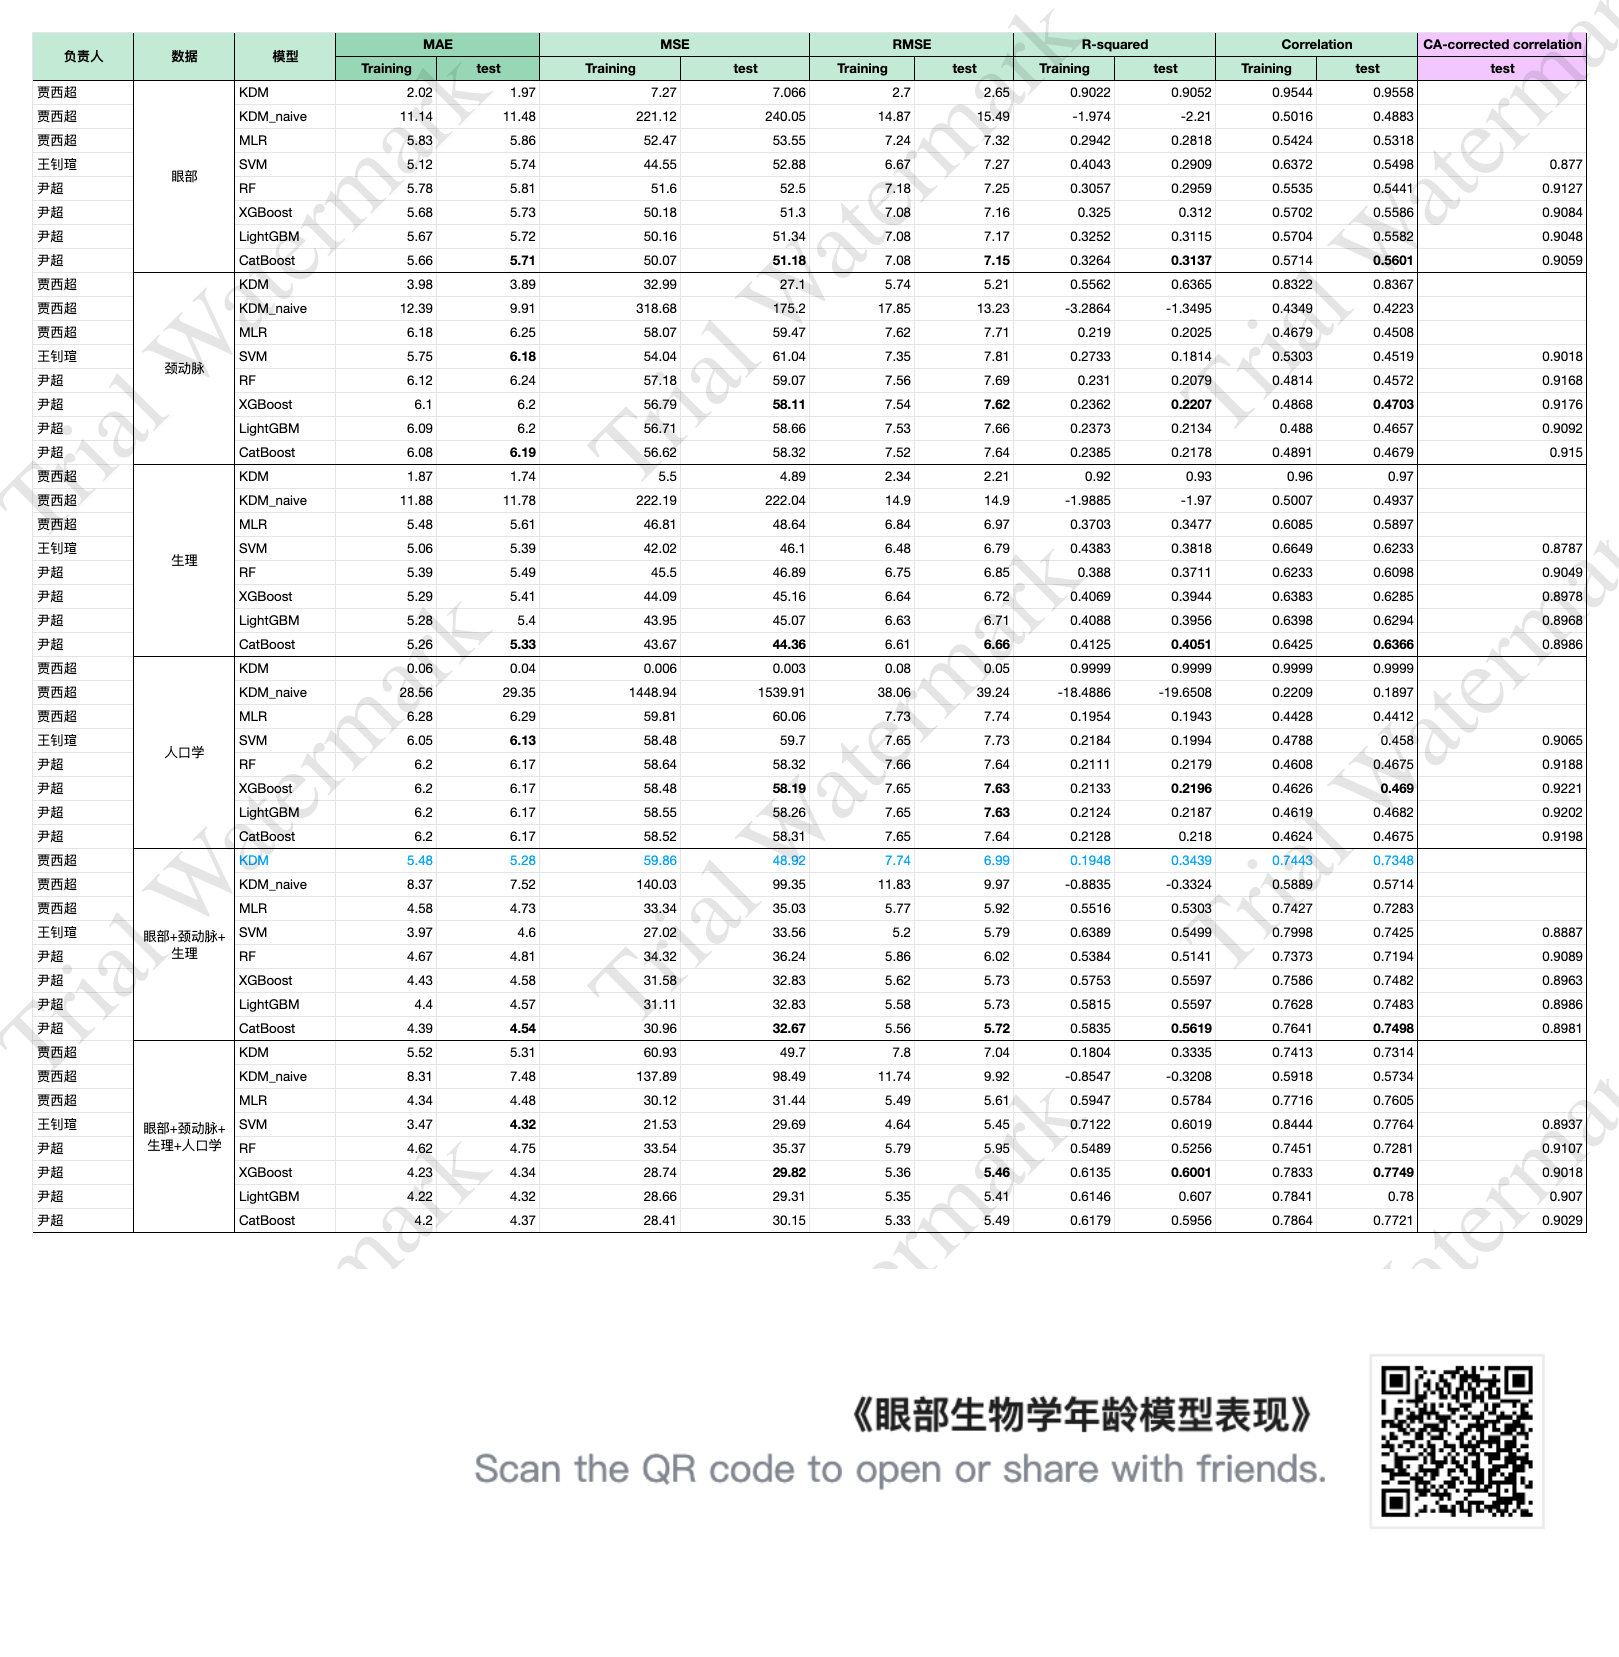 负责人 数据 模型 MAE MSE RMSE R-squared Correlation CA-corrected correlation
Training test Training test Training test Training test Training test test
贾西超 眼部 KDM 2.02 1.97 7.27 7.066 2.7 2.65 0.9022 0.9052 0.9544 0.9558
贾西超 KDM_naive 11.14 11.48 221.12 240.05 14.87 15.49 -1.974 -2.21 0.5016 0.4883
贾西超 MLR 5.83 5.86 52.47 53.55 7.24 7.32 0.2942 0.2818 0.5424 0.5318
王钊瑄 SVM 5.12 5.74 44.55 52.88 6.67 7.27 0.4043 0.2909 0.6372 0.5498 0.877
尹超 RF 5.78 5.81 51.6 52.5 7.18 7.25 0.3057 0.2959 0.5535 0.5441 0.9127
尹超 XGBoost 5.68 5.73 50.18 51.3 7.08 7.16 0.325 0.312 0.5702 0.5586 0.9084
尹超 LightGBM 5.67 5.72 50.16 51.34 7.08 7.17 0.3252 0.3115 0.5704 0.5582 0.9048
尹超 CatBoost 5.66 5.71 50.07 51.18 7.08 7.15 0.3264 0.3137 0.5714 0.5601 0.9059
贾西超 颈动脉 KDM 3.98 3.89 32.99 27.1 5.74 5.21 0.5562 0.6365 0.8322 0.8367
贾西超 KDM_naive 12.39 9.91 318.68 175.2 17.85 13.23 -3.2864 -1.3495 0.4349 0.4223
贾西超 MLR 6.18 6.25 58.07 59.47 7.62 7.71 0.219 0.2025 0.4679 0.4508
王钊瑄 SVM 5.75 6.18 54.04 61.04 7.35 7.81 0.2733 0.1814 0.5303 0.4519 0.9018
尹超 RF 6.12 6.24 57.18 59.07 7.56 7.69 0.231 0.2079 0.4814 0.4572 0.9168
尹超 XGBoost 6.1 6.2 56.79 58.11 7.54 7.62 0.2362 0.2207 0.4868 0.4703 0.9176
尹超 LightGBM 6.09 6.2 56.71 58.66 7.53 7.66 0.2373 0.2134 0.488 0.4657 0.9092
尹超 CatBoost 6.08 6.19 56.62 58.32 7.52 7.64 0.2385 0.2178 0.4891 0.4679 0.915
贾西超 生理 KDM 1.87 1.74 5.5 4.89 2.34 2.21 0.92 0.93 0.96 0.97
贾西超 KDM_naive 11.88 11.78 222.19 222.04 14.9 14.9 -1.9885 -1.97 0.5007 0.4937
贾西超 MLR 5.48 5.61 46.81 48.64 6.84 6.97 0.3703 0.3477 0.6085 0.5897
王钊瑄 SVM 5.06 5.39 42.02 46.1 6.48 6.79 0.4383 0.3818 0.6649 0.6233 0.8787
尹超 RF 5.39 5.49 45.5 46.89 6.75 6.85 0.388 0.3711 0.6233 0.6098 0.9049
尹超 XGBoost 5.29 5.41 44.09 45.16 6.64 6.72 0.4069 0.3944 0.6383 0.6285 0.8978
尹超 LightGBM 5.28 5.4 43.95 45.07 6.63 6.71 0.4088 0.3956 0.6398 0.6294 0.8968
尹超 CatBoost 5.26 5.33 43.67 44.36 6.61 6.66 0.4125 0.4051 0.6425 0.6366 0.8986
贾西超 人口学 KDM 0.06 0.04 0.006 0.003 0.08 0.05 0.9999 0.9999 0.9999 0.9999
贾西超 KDM_naive 28.56 29.35 1448.94 1539.91 38.06 39.24 -18.4886 -19.6508 0.2209 0.1897
贾西超 MLR 6.28 6.29 59.81 60.06 7.73 7.74 0.1954 0.1943 0.4428 0.4412
王钊瑄 SVM 6.05 6.13 58.48 59.7 7.65 7.73 0.2184 0.1994 0.4788 0.458 0.9065
尹超 RF 6.2 6.17 58.64 58.32 7.66 7.64 0.2111 0.2179 0.4608 0.4675 0.9188
尹超 XGBoost 6.2 6.17 58.48 58.19 7.65 7.63 0.2133 0.2196 0.4626 0.469 0.9221
尹超 LightGBM 6.2 6.17 58.55 58.26 7.65 7.63 0.2124 0.2187 0.4619 0.4682 0.9202
尹超 CatBoost 6.2 6.17 58.52 58.31 7.65 7.64 0.2128 0.218 0.4624 0.4675 0.9198
贾西超 眼部+颈动脉+生理 KDM 5.48 5.28 59.86 48.92 7.74 6.99 0.1948 0.3439 0.7443 0.7348
贾西超 KDM_naive 8.37 7.52 140.03 99.35 11.83 9.97 -0.8835 -0.3324 0.5889 0.5714
贾西超 MLR 4.58 4.73 33.34 35.03 5.77 5.92 0.5516 0.5303 0.7427 0.7283
王钊瑄 SVM 3.97 4.6 27.02 33.56 5.2 5.79 0.6389 0.5499 0.7998 0.7425 0.8887
尹超 RF 4.67 4.81 34.32 36.24 5.86 6.02 0.5384 0.5141 0.7373 0.7194 0.9089
尹超 XGBoost 4.43 4.58 31.58 32.83 5.62 5.73 0.5753 0.5597 0.7586 0.7482 0.8963
尹超 LightGBM 4.4 4.57 31.11 32.83 5.58 5.73 0.5815 0.5597 0.7628 0.7483 0.8986
尹超 CatBoost 4.39 4.54 30.96 32.67 5.56 5.72 0.5835 0.5619 0.7641 0.7498 0.8981
贾西超 眼部+颈动脉+生理+人口学 KDM 5.52 5.31 60.93 49.7 7.8 7.04 0.1804 0.3335 0.7413 0.7314
贾西超 KDM_naive 8.31 7.48 137.89 98.49 11.74 9.92 -0.8547 -0.3208 0.5918 0.5734
贾西超 MLR 4.34 4.48 30.12 31.44 5.49 5.61 0.5947 0.5784 0.7716 0.7605
王钊瑄 SVM 3.47 4.32 21.53 29.69 4.64 5.45 0.7122 0.6019 0.8444 0.7764 0.8937
尹超 RF 4.62 4.75 33.54 35.37 5.79 5.95 0.5489 0.5256 0.7451 0.7281 0.9107
尹超 XGBoost 4.23 4.34 28.74 29.82 5.36 5.46 0.6135 0.6001 0.7833 0.7749 0.9018
尹超 LightGBM 4.22 4.32 28.66 29.31 5.35 5.41 0.6146 0.607 0.7841 0.78 0.907
尹超 CatBoost 4.2 4.37 28.41 30.15 5.33 5.49 0.6179 0.5956 0.7864 0.7721 0.9029
Trial Watermark
《眼部生物学年龄模型表现》
Scan the QR code to open or share with friends.